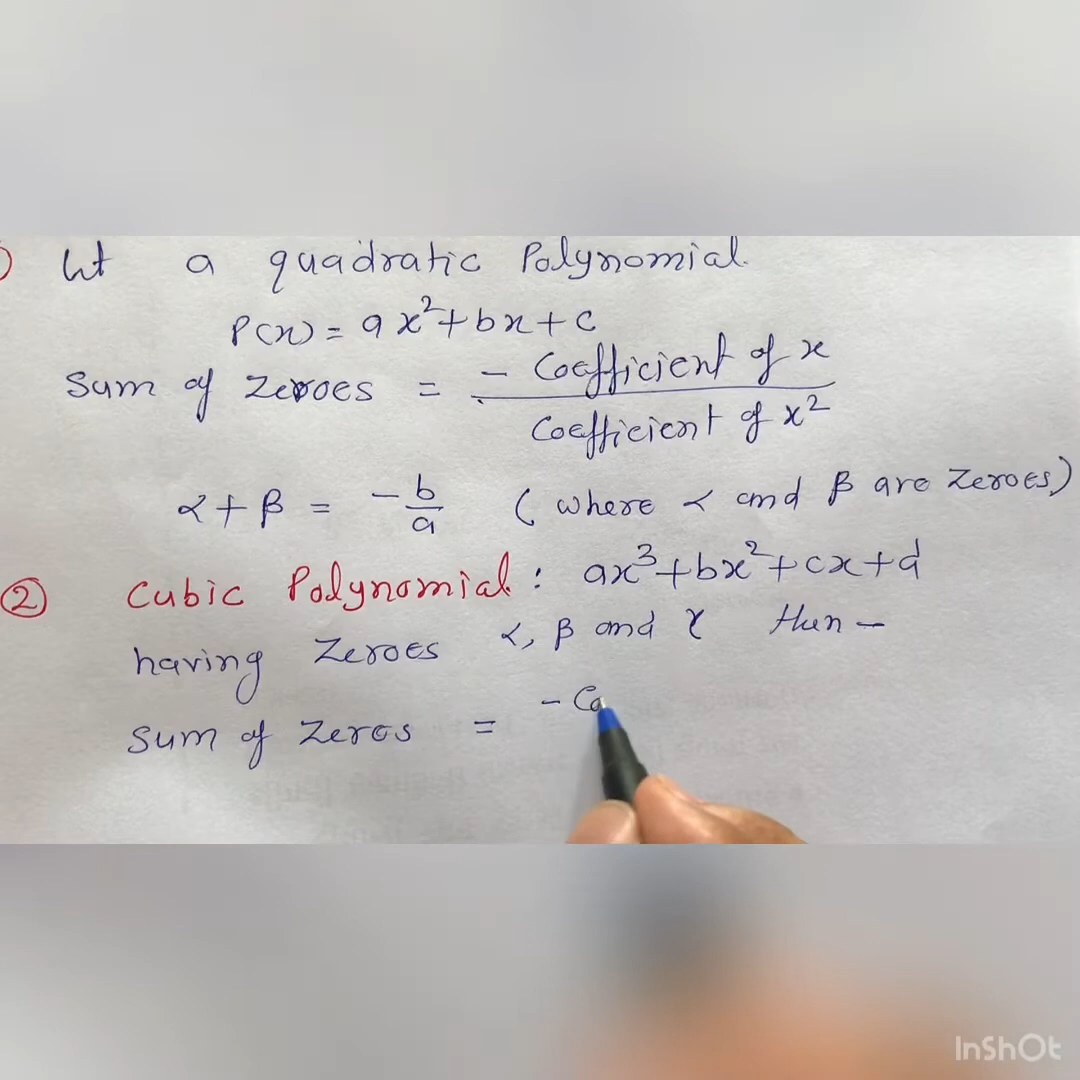 ) Let a quadratic Polynomial.
P(x) = ax²+bx+c
Sum of Zeroes = - Coefficient of x / Coefficient of x²
α+β = -b/a ( where α and β are Zeroes)
② Cubic Polynomial : ax³+bx²+cx+d
having Zeroes α, β and γ then –
Sum of Zeros = - Co
InShOt